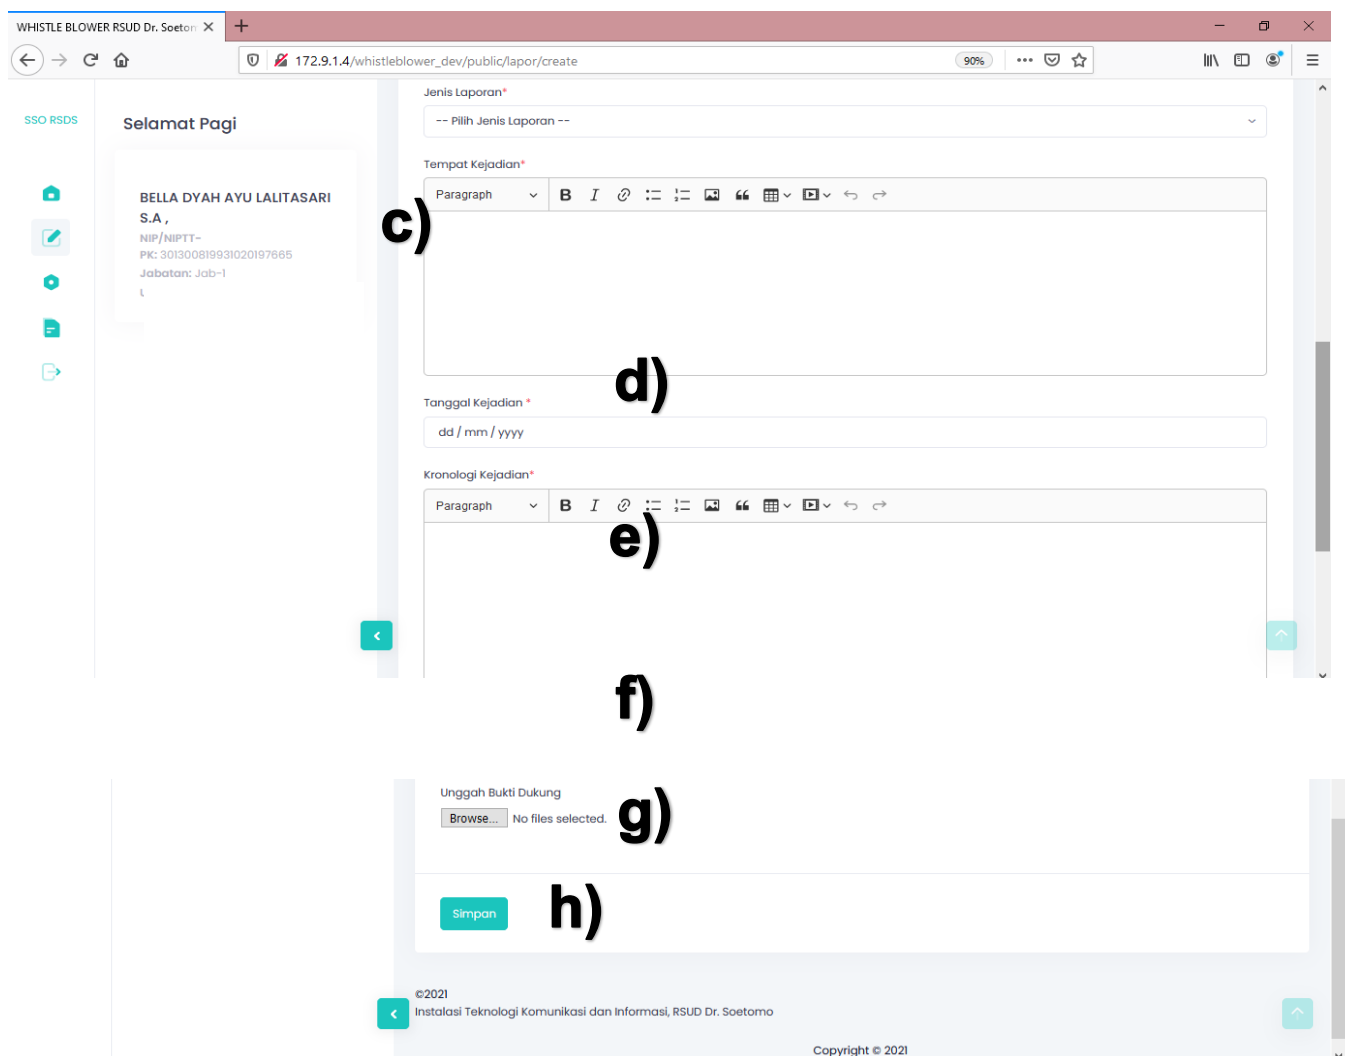 WHISTLE BLOWER RSUD Dr. Soeton
172.9.1.4/whistleblower_dev/public/lapor/create
90%
SSO RSDS
Selamat Pagi
BELLA DYAH AYU LALITASARI
S.A ,
NIP/NIPTT-
PK: 301300819931020197665
Jabatan: Jab-1
Jenis Laporan*
-- Pilih Jenis Laporan --
Tempat Kejadian*
Paragraph
c)
d)
Tanggal Kejadian *
dd / mm / yyyy
Kronologi Kejadian*
Paragraph
e)
f)
Unggah Bukti Dukung
Browse... No files selected.
g)
Simpan
h)
©2021
Instalasi Teknologi Komunikasi dan Informasi, RSUD Dr. Soetomo
Copyright © 2021